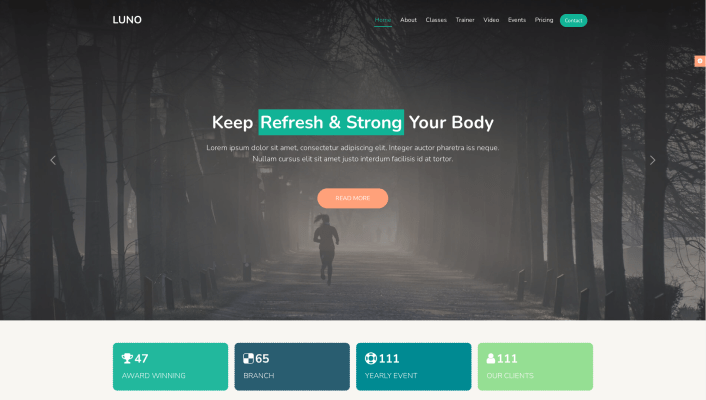 LUNO
Home About Classes Trainer Video Events Pricing Contact
Keep Refresh & Strong Your Body
Lorem ipsum dolor sit amet, consectetur adipiscing elit. Integer auctor pharetra iss neque.
Nullam cursus elit sit amet justo interdum facilisis id at tortor.
READ MORE
47
AWARD WINNING
65
BRANCH
111
YEARLY EVENT
111
OUR CLIENTS